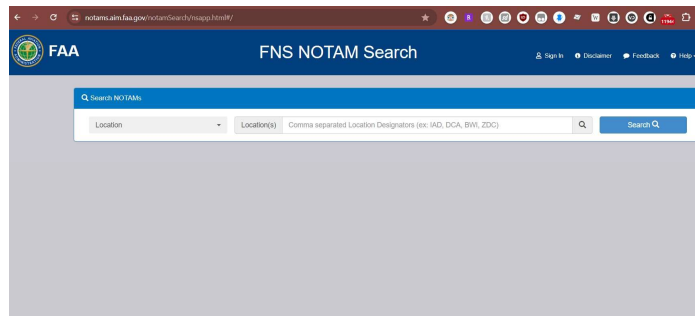 notams.aim.faa.gov/notamSearch/nsapp.html#/
FAA
FNS NOTAM Search
Sign In
Disclaimer
Feedback
Help
Search NOTAMs
Location
Location(s)
Comma separated Location Designators (ex: IAD, DCA, BWI, ZDC)
Search